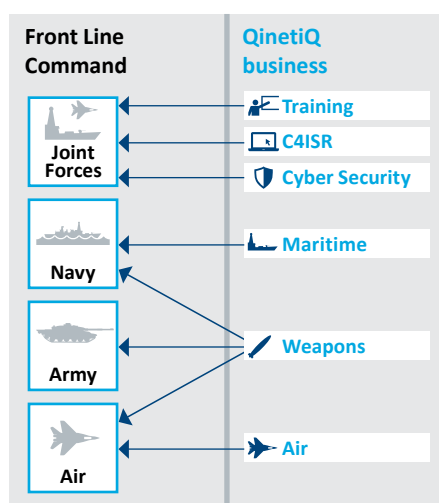 Front Line
Command
QinetiQ
business
Joint
Forces
Training
C4ISR
Cyber Security
Navy
Maritime
Army
Weapons
Air
Air